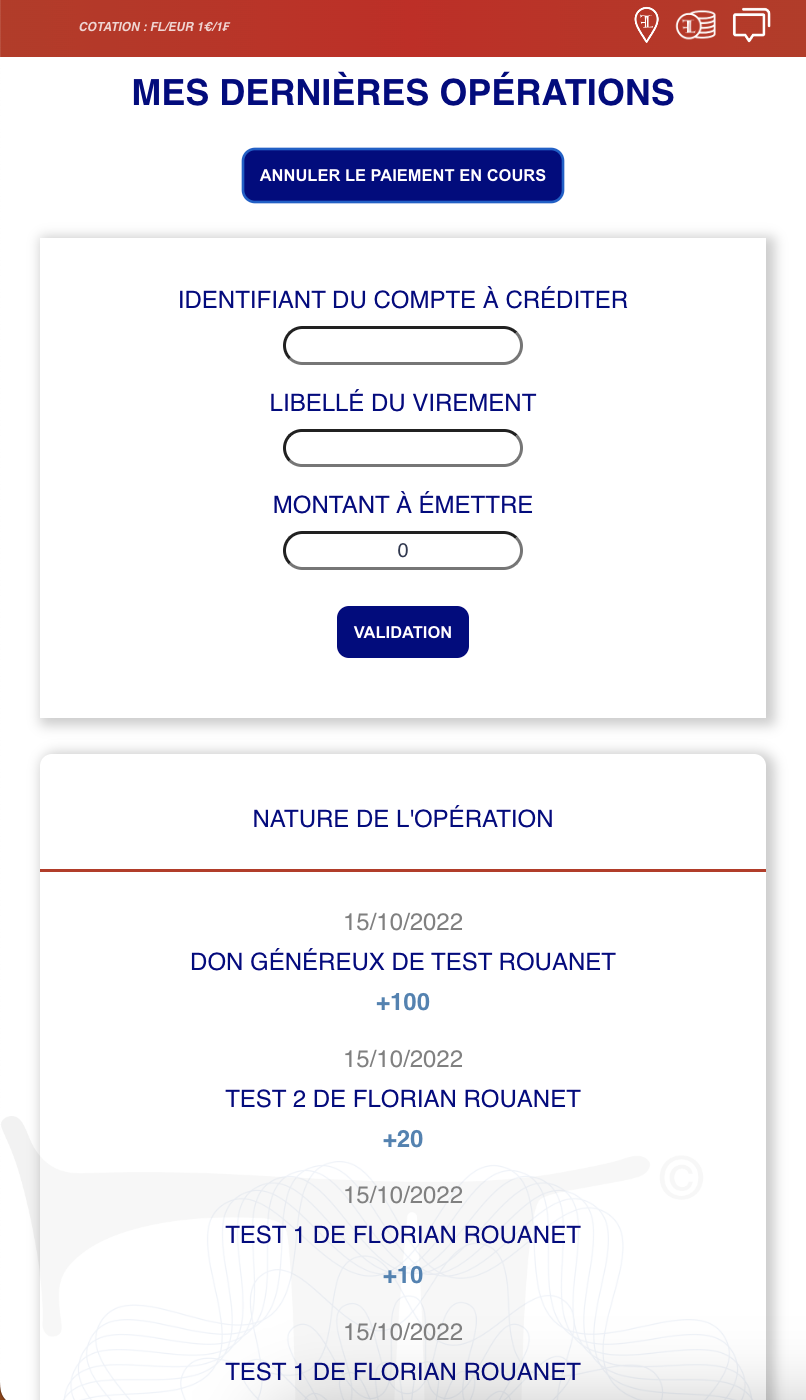 COTATION : FL/EUR 1€/1₣
MES DERNIÈRES OPÉRATIONS
ANNULER LE PAIEMENT EN COURS
IDENTIFIANT DU COMPTE À CRÉDITER
LIBELLÉ DU VIREMENT
MONTANT À ÉMETTRE
0
VALIDATION
NATURE DE L'OPÉRATION
15/10/2022
DON GÉNÉREUX DE TEST ROUANET
+100
15/10/2022
TEST 2 DE FLORIAN ROUANET
+20
©
15/10/2022
TEST 1 DE FLORIAN ROUANET
+10
15/10/2022
TEST 1 DE FLORIAN ROUANET